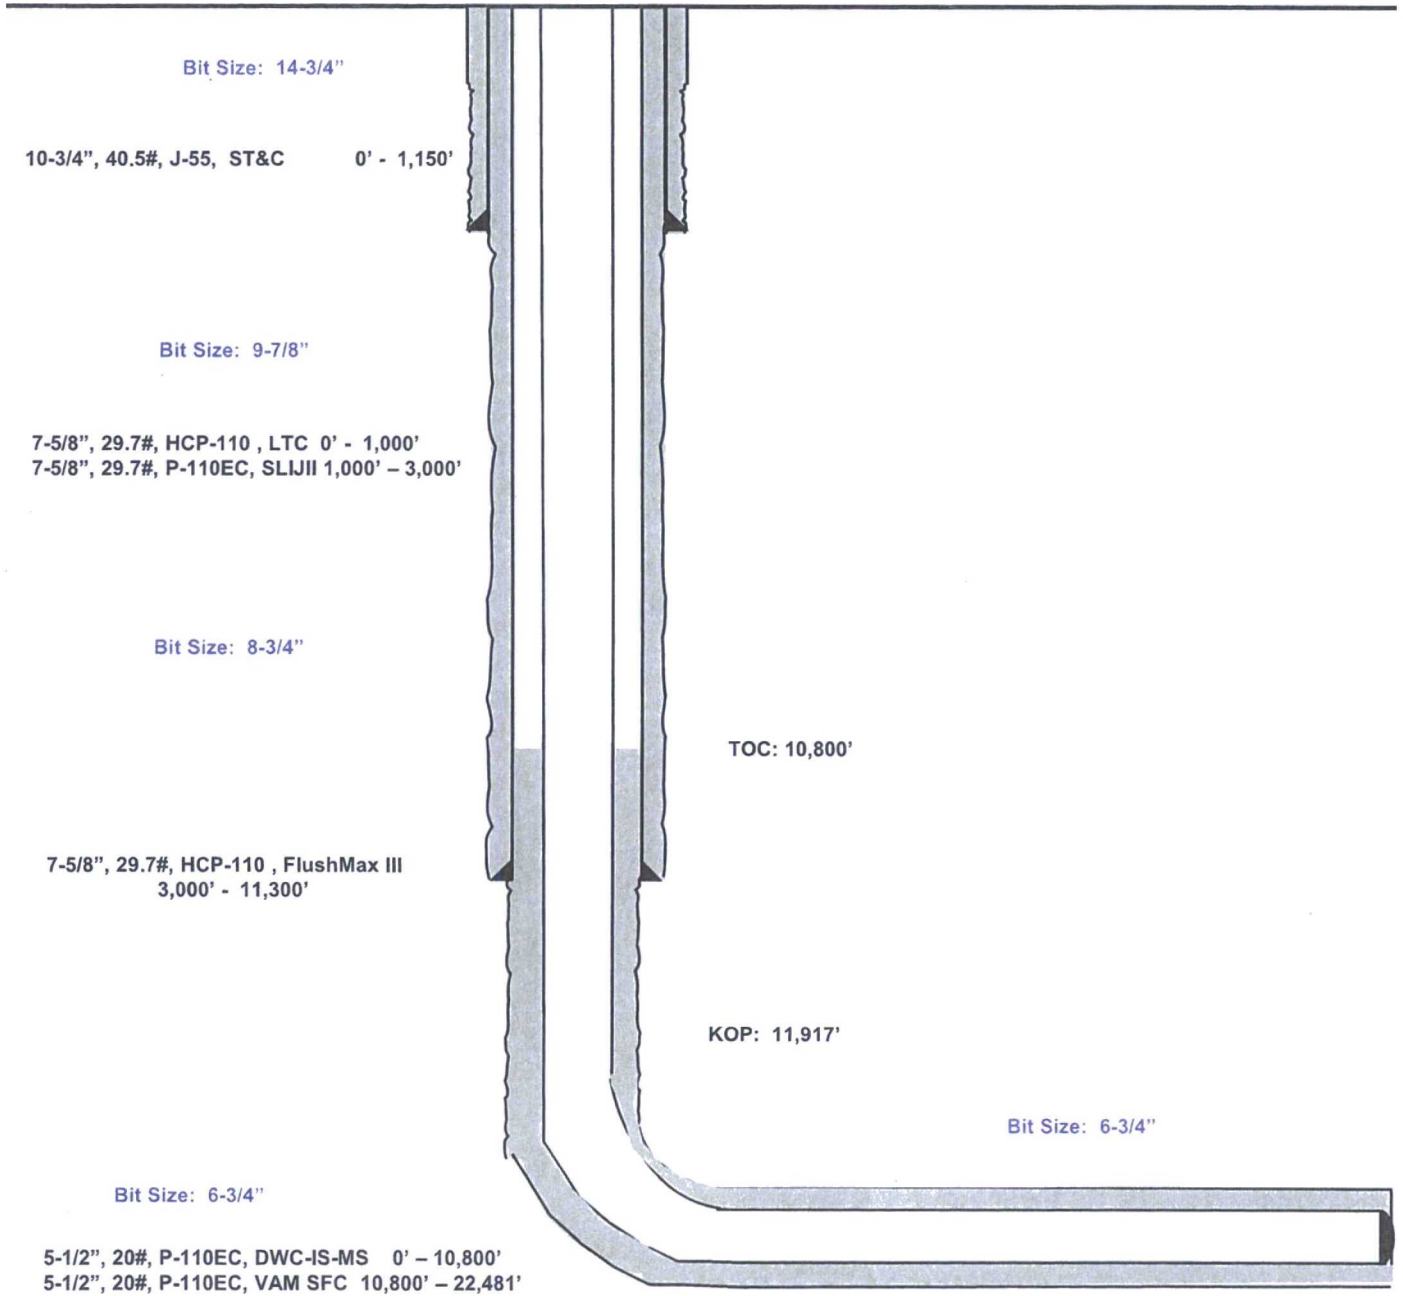 Bit Size: 14-3/4”
10-3/4”, 40.5#, J-55, ST&C 0’ - 1,150’
Bit Size: 9-7/8”
7-5/8”, 29.7#, HCP-110 , LTC 0’ - 1,000’
7-5/8”, 29.7#, P-110EC, SLIJII 1,000’ – 3,000’
Bit Size: 8-3/4”
TOC: 10,800’
7-5/8”, 29.7#, HCP-110 , FlushMax III
3,000’ - 11,300’
KOP: 11,917’
Bit Size: 6-3/4”
Bit Size: 6-3/4”
5-1/2”, 20#, P-110EC, DWC-IS-MS 0’ – 10,800’
5-1/2”, 20#, P-110EC, VAM SFC 10,800’ – 22,481’